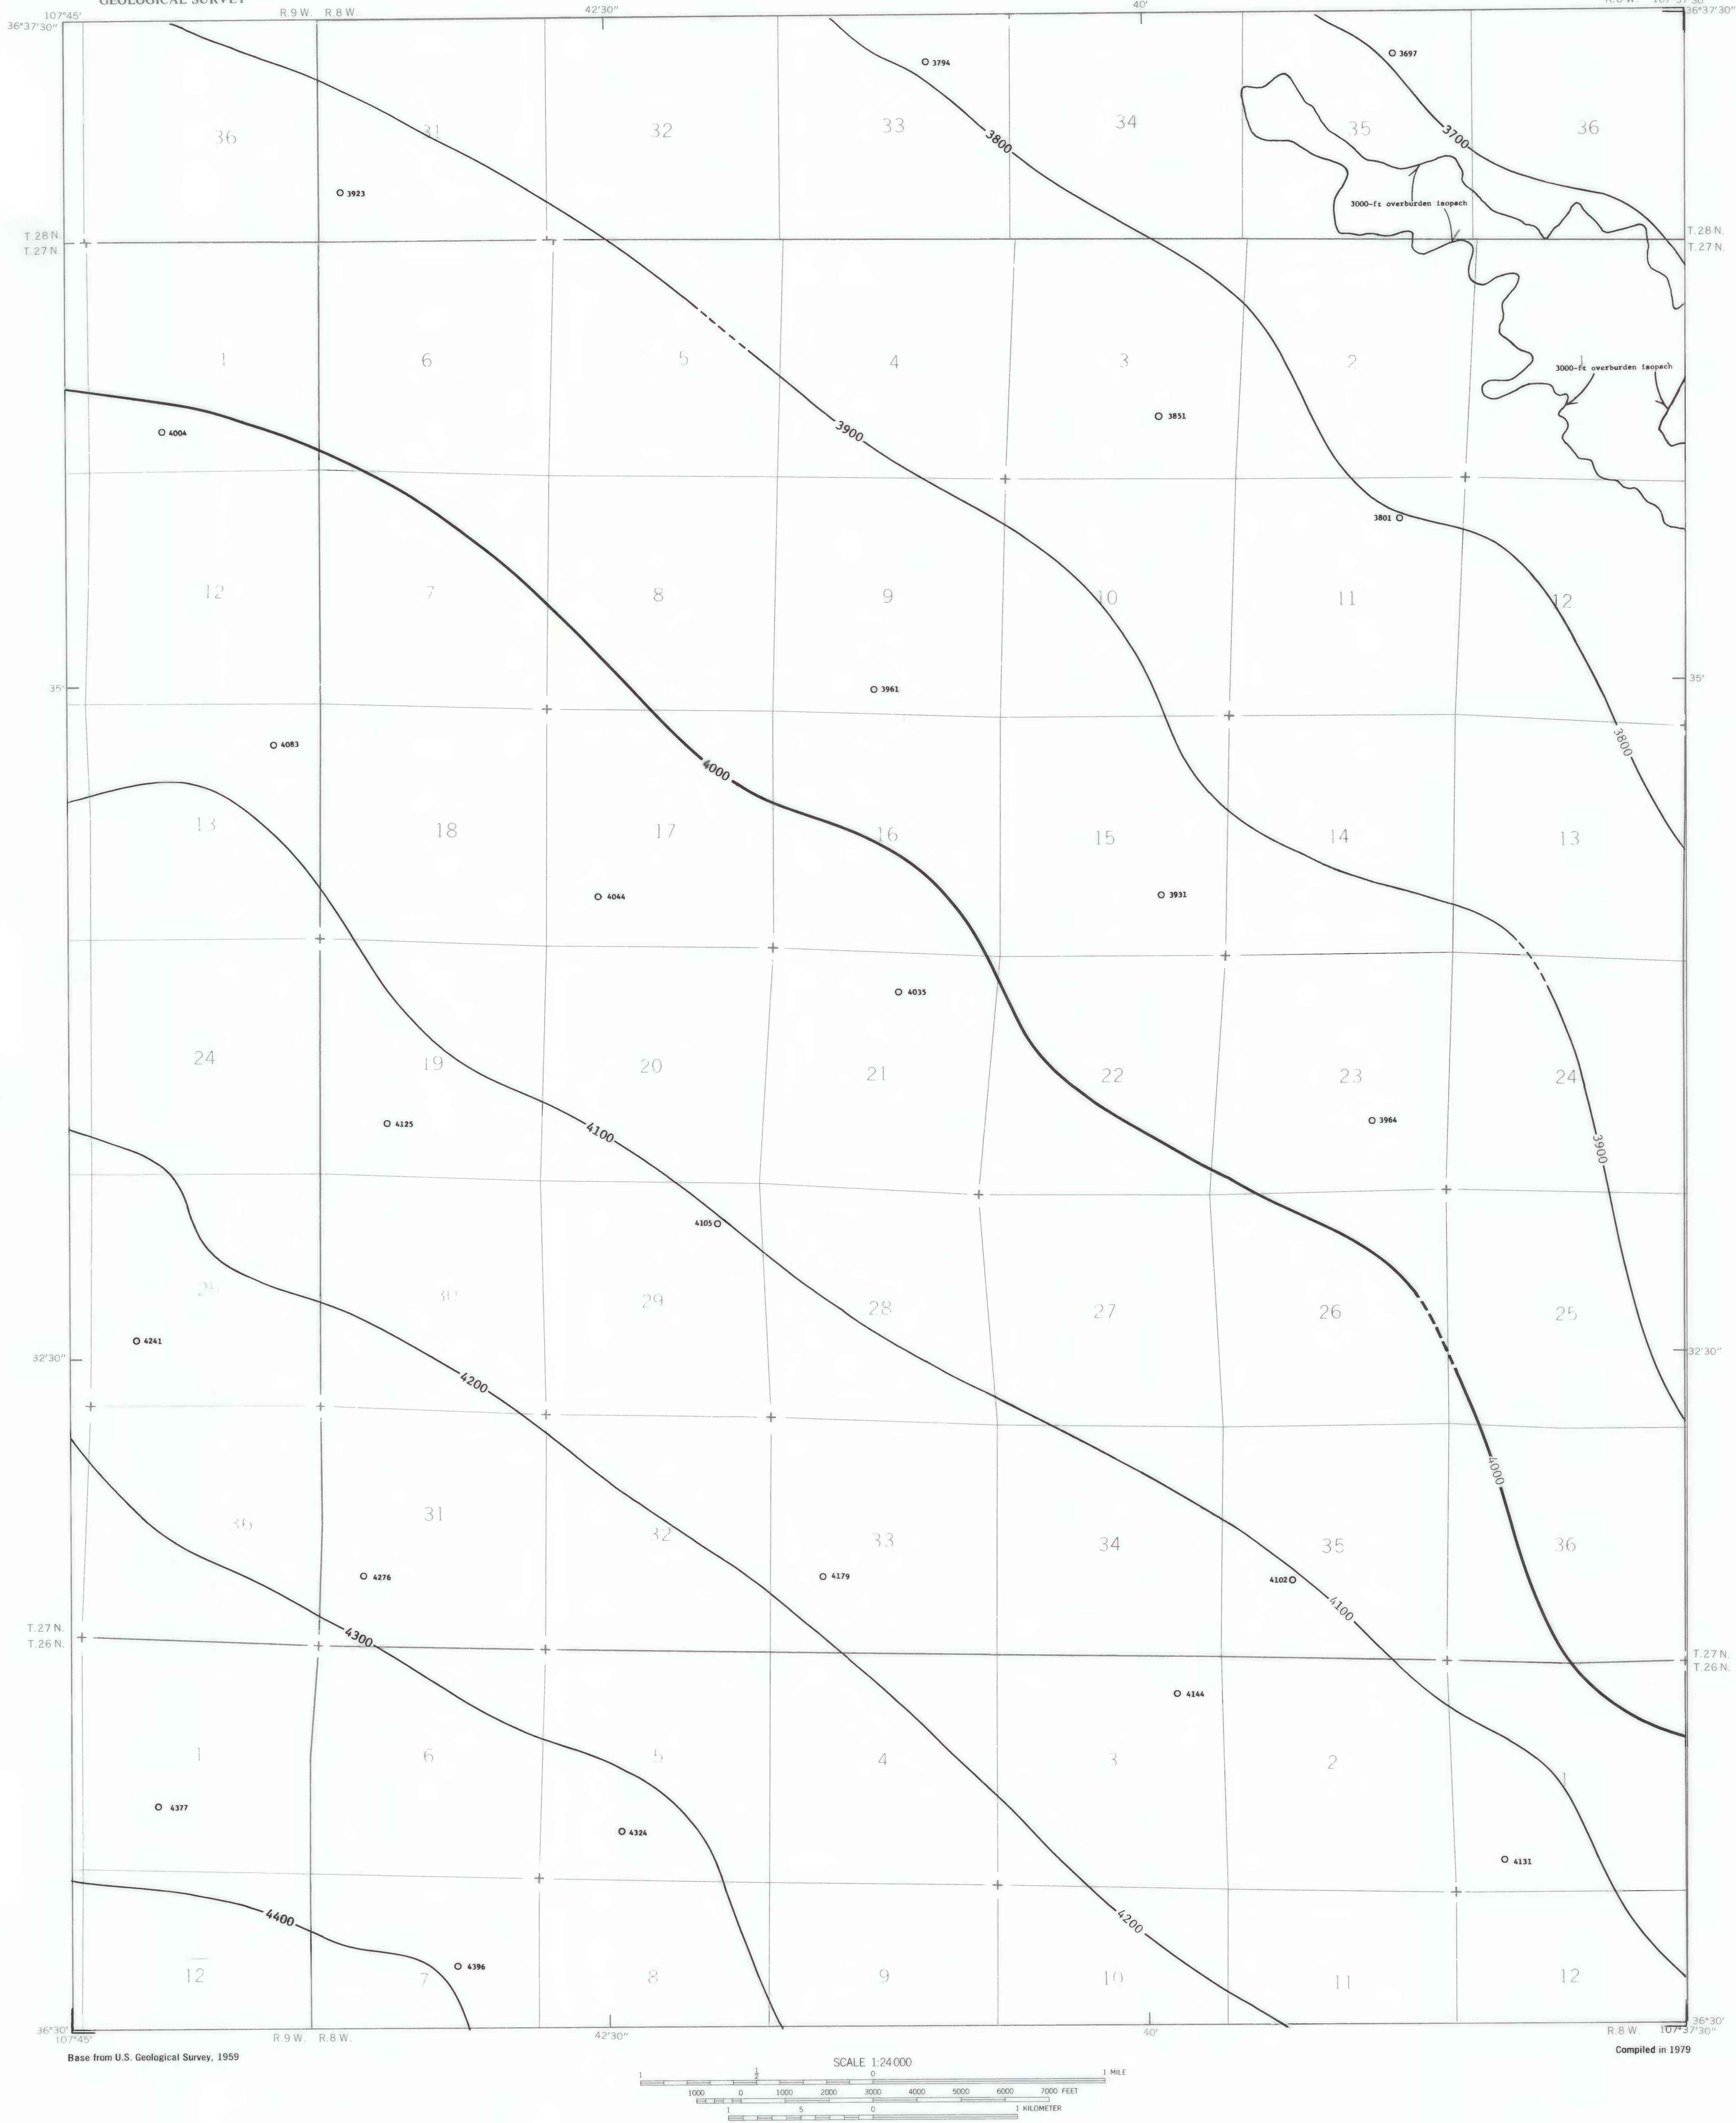 GEOLOGICAL SURVEY
107°45' R.9 W. R.8 W. 42'30" 40'
36°37'30" 36°37'30"
3697
3794
36 31 32 33 34 35 36
3800 3700
3923
3000-ft overburden isopach
T.28 N. T.28 N.
T.27 N. T.27 N.
1 6 5 4 3 2 1
3000-ft overburden isopach
3851
3900
4004
3801
12 7 8 9 10 11 12
35' 35'
3961
3800
4083
4000
13 18 17 16 15 14 13
4044 3931
4035
24 19 20 21 22 23 24
4125 4100 3964 3900
4105
30 29 28 27 26 25
4241
32'30" 32'30"
4200
4000
36 31 32 33 34 35 36
4276 4179 4102
4100
T.27 N. 4300 T.27 N.
T.26 N. T.26 N.
4144
1 6 5 4 3 2 1
4377
4324
4131
4400 4200
4396
12 7 8 9 10 11 12
36°30' 36°30'
107°45' R.9 W. R.8 W. 42'30" 40' R.8 W. 107°37'30"
Base from U.S. Geological Survey, 1959
Compiled in 1979
SCALE 1:24 000
1 ½ 0 1 MILE
1000 0 1000 2000 3000 4000 5000 6000 7000 FEET
1 5 0 1 KILOMETER